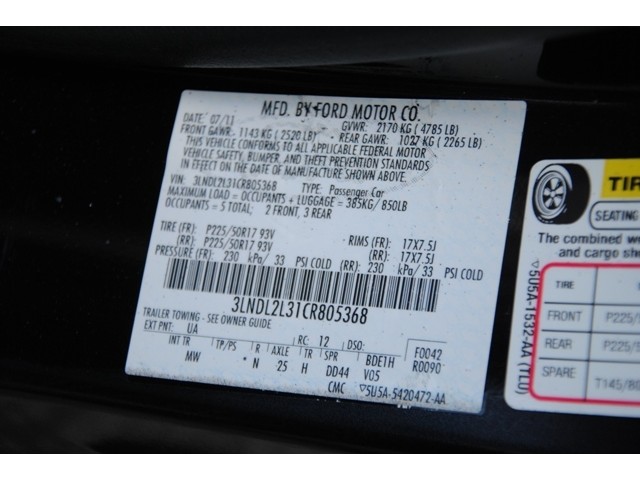 MFD. BY FORD MOTOR CO.
DATE: 07/11 GVWR: 2170 KG (4785 LB)
FRONT GAWR: 1143 KG (2520 LB) REAR GAWR: 1027 KG (2265 LB)
THIS VEHICLE CONFORMS TO ALL APPLICABLE FEDERAL MOTOR
VEHICLE SAFETY, BUMPER, AND THEFT PREVENTION STANDARDS
IN EFFECT ON THE DATE OF MANUFACTURE SHOWN ABOVE.
VIN: 3LNDL2L31CR805368 TYPE: Passenger Car
MAXIMUM LOAD = OCCUPANTS + LUGGAGE = 385KG/850LB
OCCUPANTS = 5 TOTAL: 2 FRONT, 3 REAR
TIRE (FR): P225/50R17 93V RIMS (FR): 17X7.5J
(RR): P225/50R17 93V (RR): 17X7.5J
PRESSURE (FR): 230 kPa/ 33 PSI COLD (RR): 230 kPa/ 33 PSI COLD
3LNDL2L31CR805368
TRAILER TOWING - SEE OWNER GUIDE
EXT PNT: UA RC: 12 DSO: F0042
INT TR TP/PS R AXLE TR SPR BDE1H R0090
MW * N 25 H DD44 V05
CMC ▽5U5A-5420472-AA
▽5U5A-1532-AA (TLU)
TIR
SEATING
The combined we
and cargo sho
TIRE
FRONT P225/5
REAR P225/5
SPARE T145/80